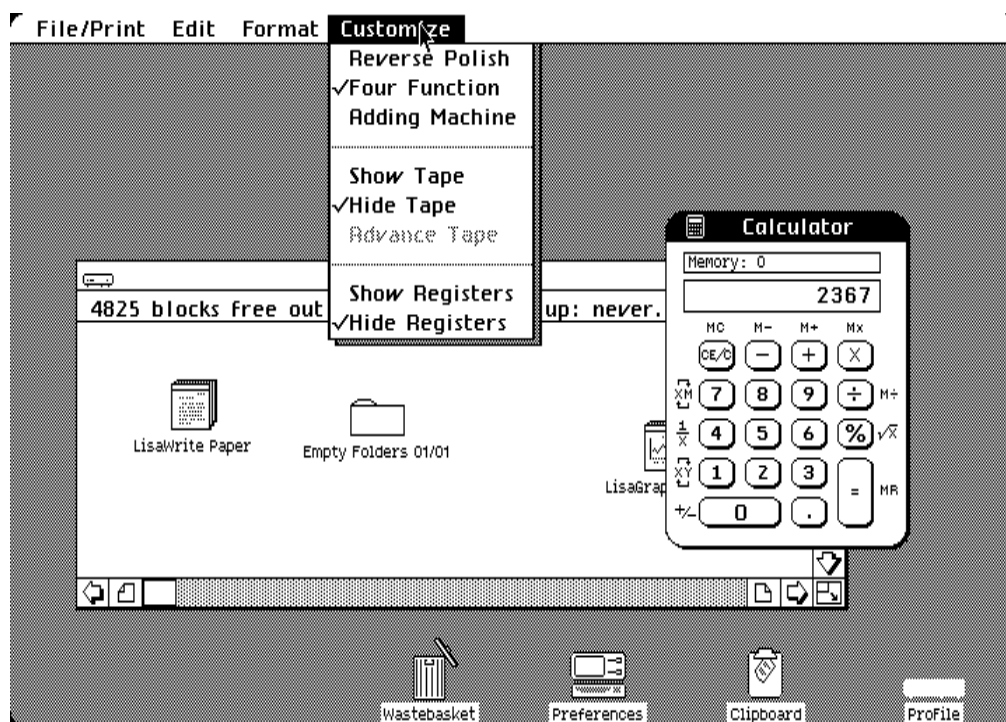 File/Print Edit Format Customize
Reverse Polish
✓Four Function
Adding Machine
Show Tape
✓Hide Tape
Advance Tape
Show Registers
✓Hide Registers
4825 blocks free out
up: never.
LisaWrite Paper
Empty Folders 01/01
LisaGrap
Calculator
Memory: 0
2367
MC M- M+ Mx
CE/C − + X
XM 7 8 9 ÷ M÷
1/X 4 5 6 % √x
XY 1 2 3 = MR
+/- 0 .
Wastebasket
Preferences
Clipboard
ProFile